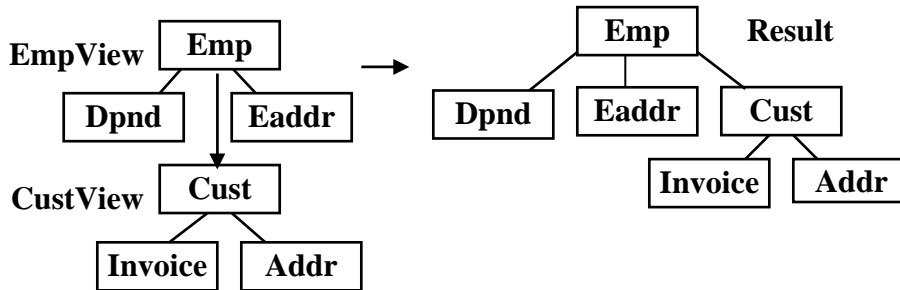 EmpView
Emp
Dpnd
Eaddr
CustView
Cust
Invoice
Addr
Emp
Result
Dpnd
Eaddr
Cust
Invoice
Addr